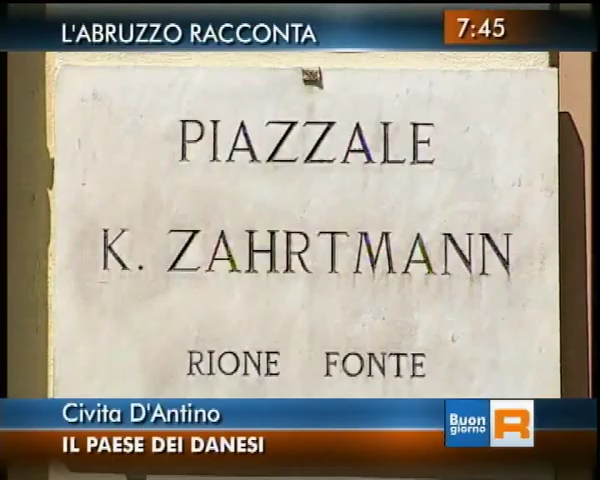 L'ABRUZZO RACCONTA
7:45
PIAZZALE
K. ZAHRTMANN
RIONE FONTE
Civita D'Antino
IL PAESE DEI DANESI
Buon
giorno
R